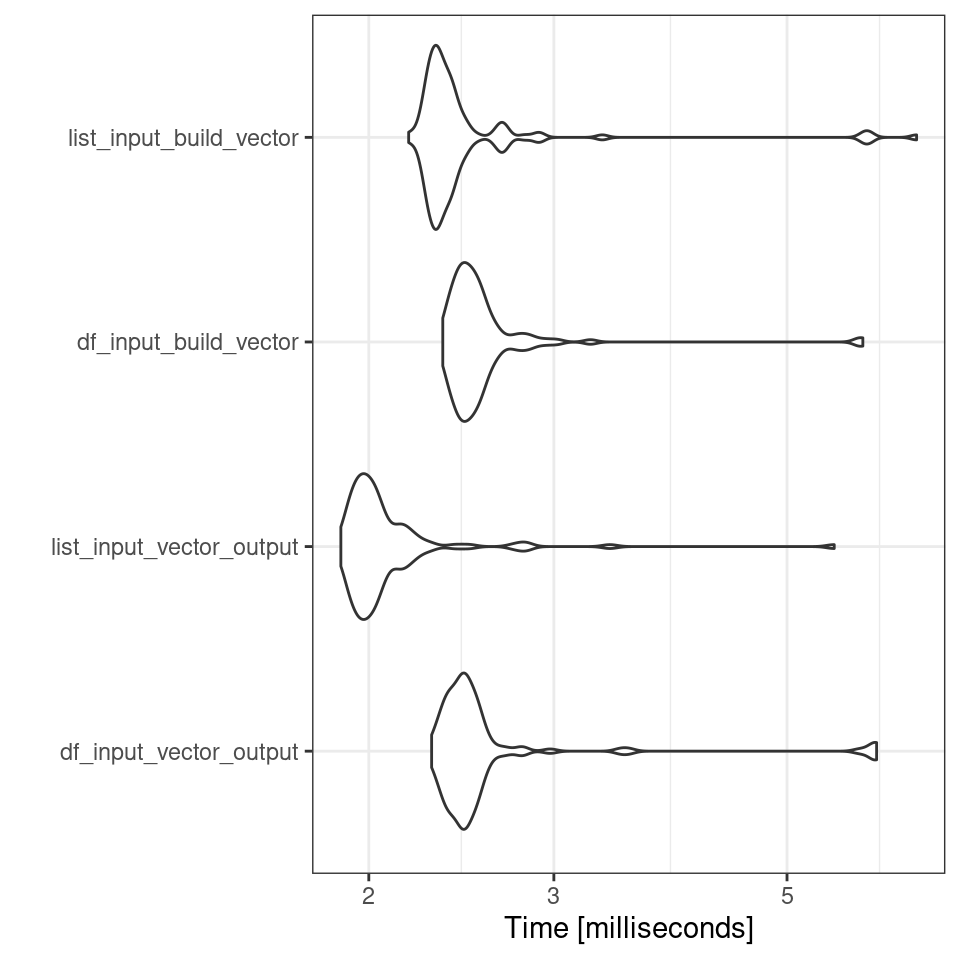 list_input_build_vector
df_input_build_vector
list_input_vector_output
df_input_vector_output
2 3 5
Time [milliseconds]